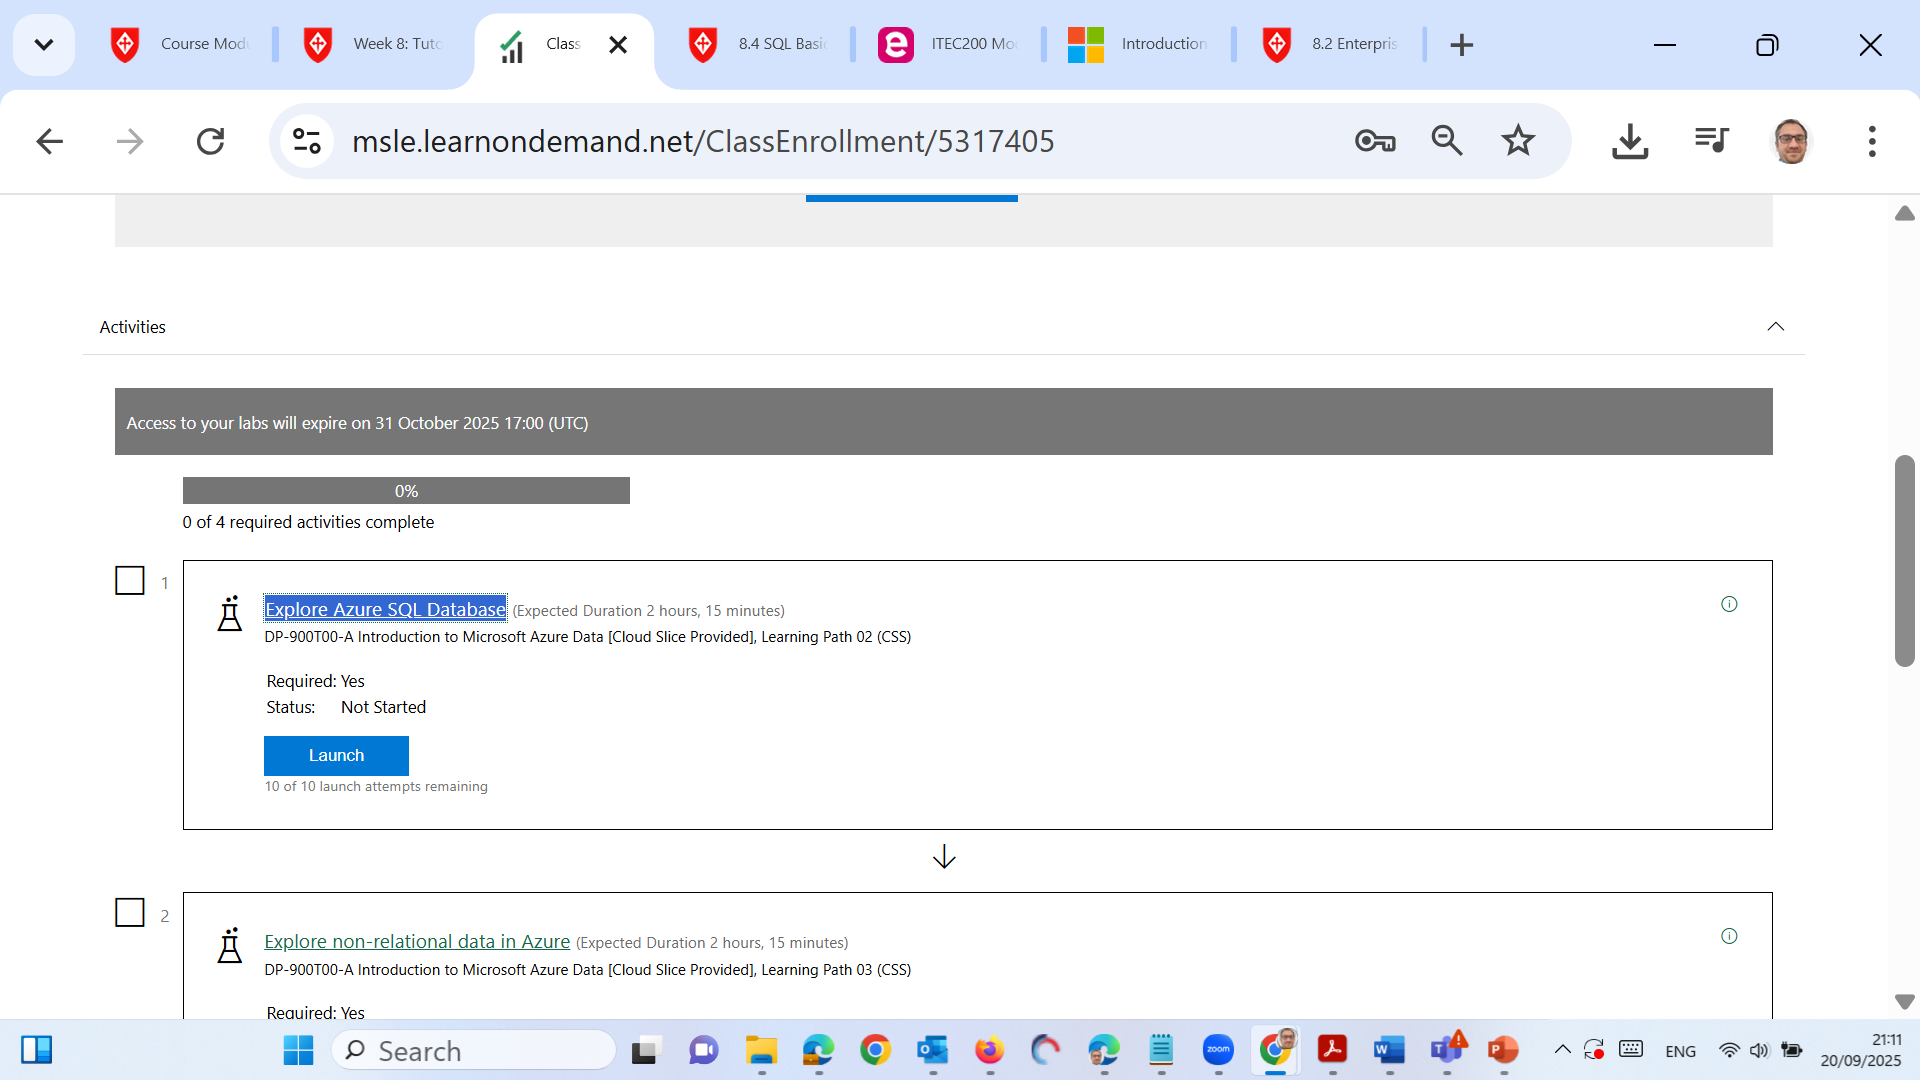 Course Modu
Week 8: Tuto
Class
8.4 SQL Basic
ITEC200 Mod
Introduction
8.2 Enterpris
msle.learnondemand.net/ClassEnrollment/5317405
Activities
Access to your labs will expire on 31 October 2025 17:00 (UTC)
0%
0 of 4 required activities complete
1
Explore Azure SQL Database (Expected Duration 2 hours, 15 minutes)
DP-900T00-A Introduction to Microsoft Azure Data [Cloud Slice Provided], Learning Path 02 (CSS)
Required: Yes
Status: Not Started
Launch
10 of 10 launch attempts remaining
2
Explore non-relational data in Azure (Expected Duration 2 hours, 15 minutes)
DP-900T00-A Introduction to Microsoft Azure Data [Cloud Slice Provided], Learning Path 03 (CSS)
Required: Yes
Search
zoom
ENG
21:11
20/09/2025